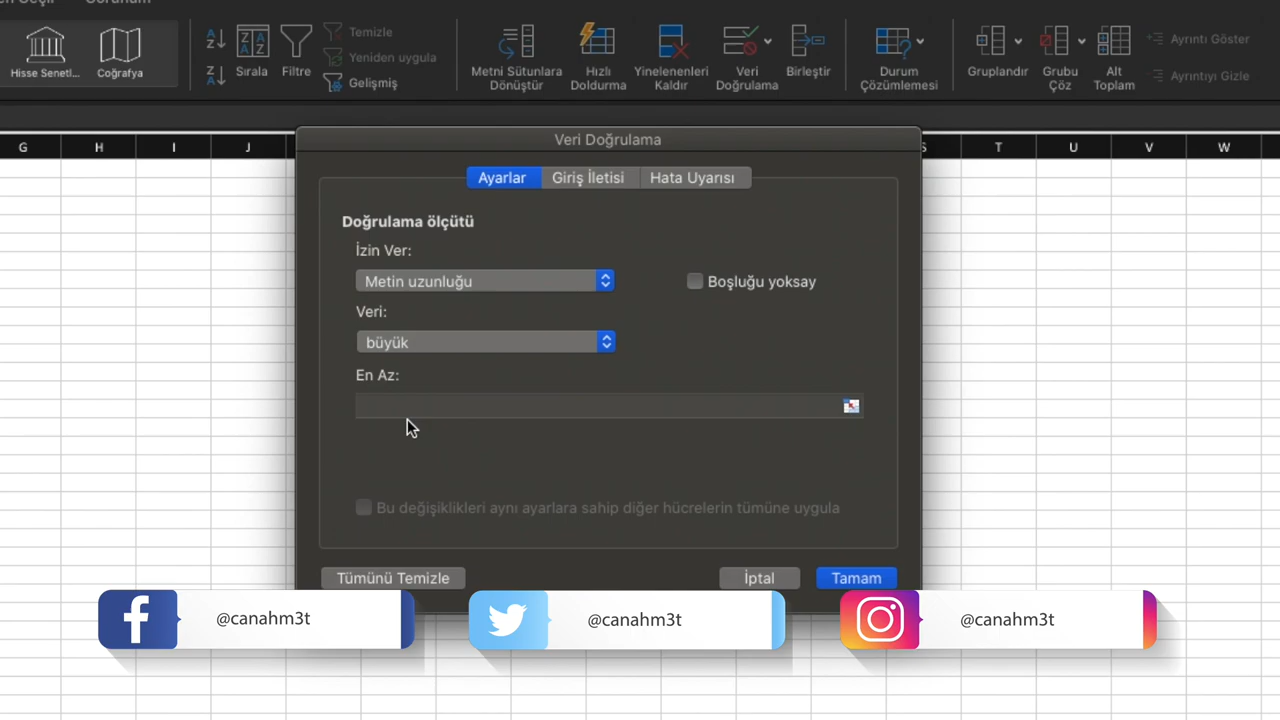 Hisse Senetl...
Coğrafya
Sırala
Filtre
Temizle
Yeniden uygula
Gelişmiş
Metni Sütunlara
Dönüştür
Hızlı
Doldurma
Yinelenenleri
Kaldır
Veri
Doğrulama
Birleştir
Durum
Çözümlemesi
Gruplandır
Grubu
Çöz
Alt
Toplam
Ayrıntı Göster
Ayrıntıyı Gizle
G H I J S T U V W
Veri Doğrulama
Ayarlar Giriş İletisi Hata Uyarısı
Doğrulama ölçütü
İzin Ver:
Metin uzunluğu
Boşluğu yoksay
Veri:
büyük
En Az:
Bu değişiklikleri aynı ayarlara sahip diğer hücrelerin tümüne uygula
Tümünü Temizle İptal Tamam
@canahm3t @canahm3t @canahm3t